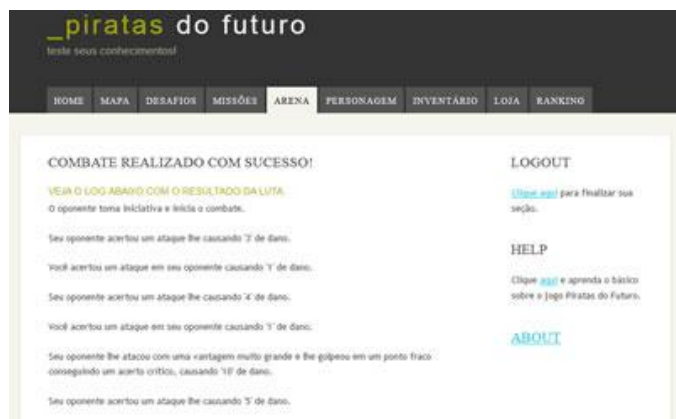 _piratas do futuro
teste seus conhecimentos!
HOME MAPA DESAFIOS MISSÕES ARENA PERSONAGEM INVENTÁRIO LOJA RANKING
COMBATE REALIZADO COM SUCESSO!
VEJA O LOG ABAIXO COM O RESULTADO DA LUTA:
O oponente toma iniciativa e inicia o combate.
Seu oponente acertou um ataque lhe causando '2' de dano.
Você acertou um ataque em seu oponente causando '1' de dano.
Seu oponente acertou um ataque lhe causando '4' de dano.
Você acertou um ataque em seu oponente causando '1' de dano.
Seu oponente lhe atacou com uma vantagem muito grande e lhe golpeou em um ponto fraco
conseguindo um acerto crítico, causando '10' de dano.
Seu oponente acertou um ataque lhe causando '5' de dano.
LOGOUT
Clique aqui para finalizar sua
seção.
HELP
Clique aqui e aprenda o básico
sobre o jogo Piratas do Futuro.
ABOUT